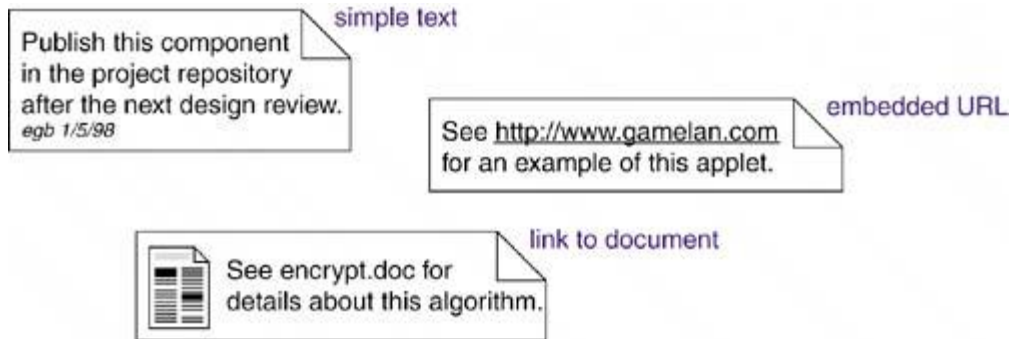 simple text
Publish this component
in the project repository
after the next design review.
egb 1/5/98
embedded URL
See http://www.gamelan.com
for an example of this applet.
link to document
See encrypt.doc for
details about this algorithm.